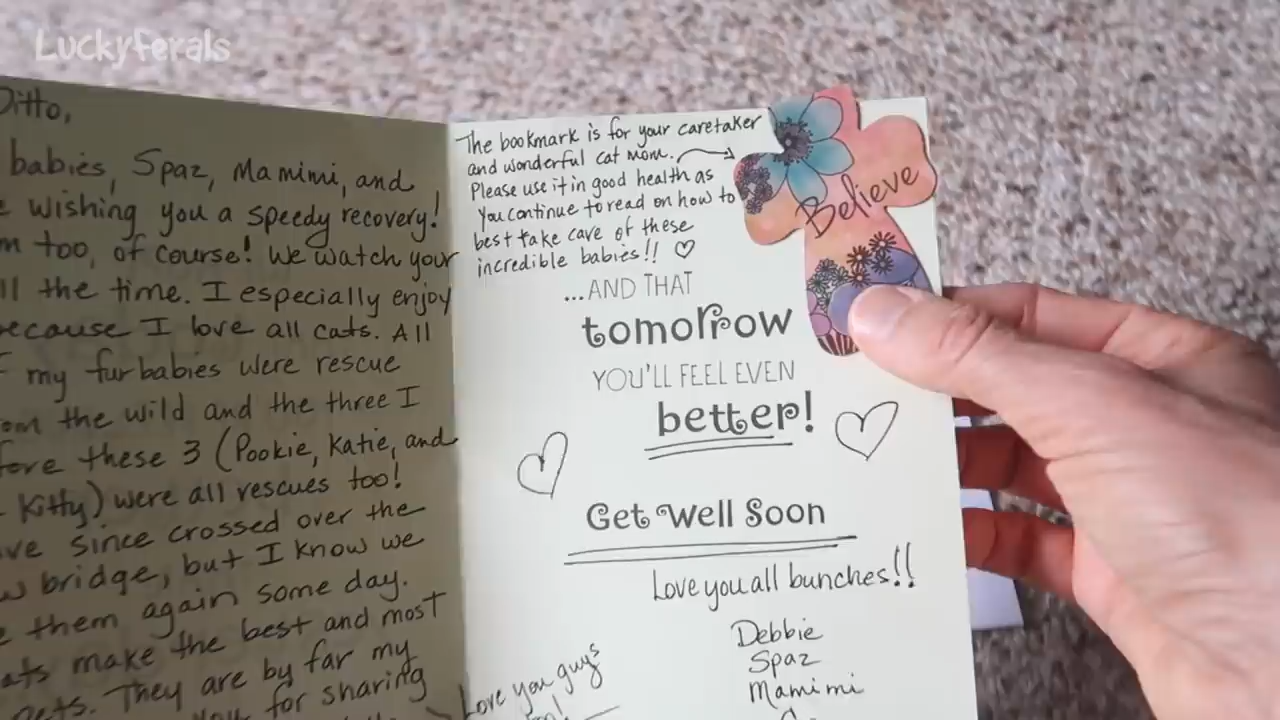 LuckyFerals
Ditto,
babies, Spaz, Mamimi, and
wishing you a speedy recovery!
too, of course! We watch your
the time. I especially enjoy
because I love all cats. All
my furbabies were rescue
the wild and the three I
these 3 (Pookie, Katie, and
Kitty) were all rescues too!
since crossed over the
bridge, but I know we
them again some day.
make the best and most
They are by far my
for sharing
The bookmark is for your caretaker
and wonderful cat mom.
Please use it in good health as
you continue to read on how to
best take care of these
incredible babies!! ♡
Believe
...AND THAT
tomorrow
YOU'LL FEEL EVEN
better!
Get Well Soon
Love you all bunches!!
Debbie
Spaz
Mamimi
Love you guys